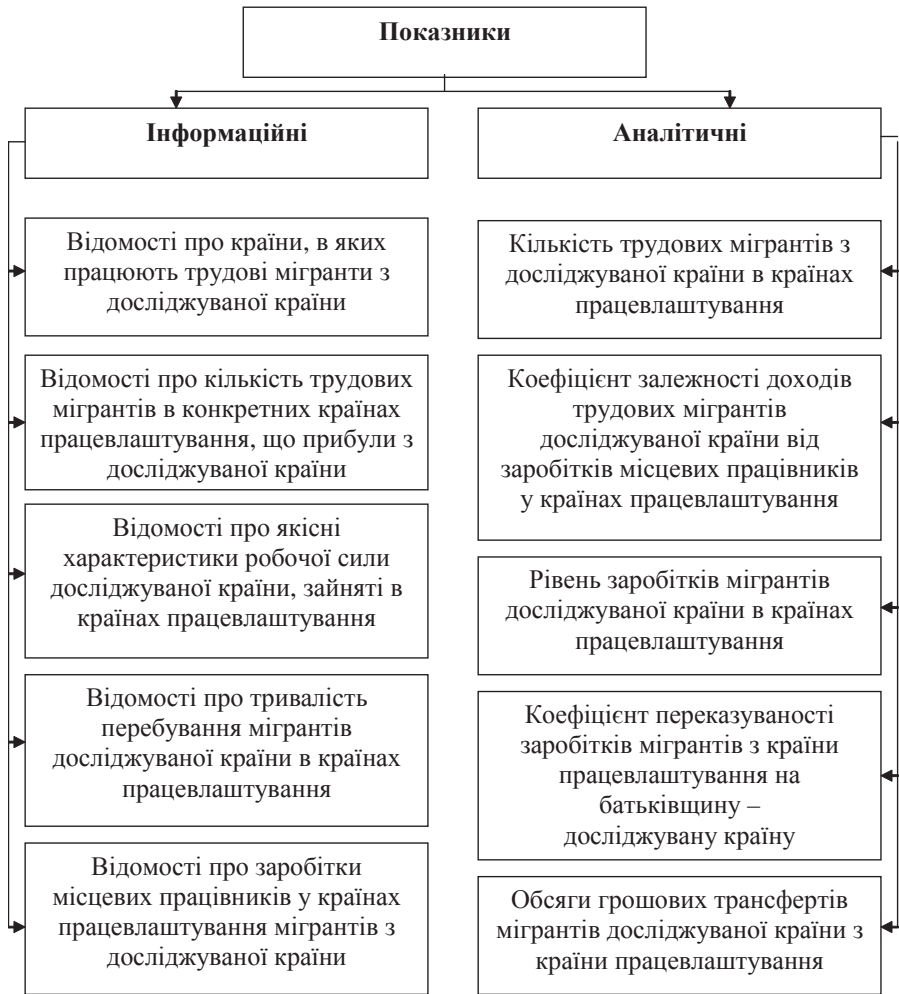 Показники
Інформаційні
Відомості про країни, в яких
працюють трудові мігранти з
досліджуваної країни
Відомості про кількість трудових
мігрантів в конкретних країнах
працевлаштування, що прибули з
досліджуваної країни
Відомості про якісні
характеристики робочої сили
досліджуваної країни, зайняті в
країнах працевлаштування
Відомості про тривалість
перебування мігрантів
досліджуваної країни в країнах
працевлаштування
Відомості про заробітки
місцевих працівників у країнах
працевлаштування мігрантів з
досліджуваної країни
Аналітичні
Кількість трудових мігрантів з
досліджуваної країни в країнах
працевлаштування
Коефіцієнт залежності доходів
трудових мігрантів
досліджуваної країни від
заробітків місцевих працівників
у країнах працевлаштування
Рівень заробітків мігрантів
досліджуваної країни в країнах
працевлаштування
Коефіцієнт переказуваності
заробітків мігрантів з країни
працевлаштування на
батьківщину –
досліджувану країну
Обсяги грошових трансфертів
мігрантів досліджуваної країни з
країни працевлаштування